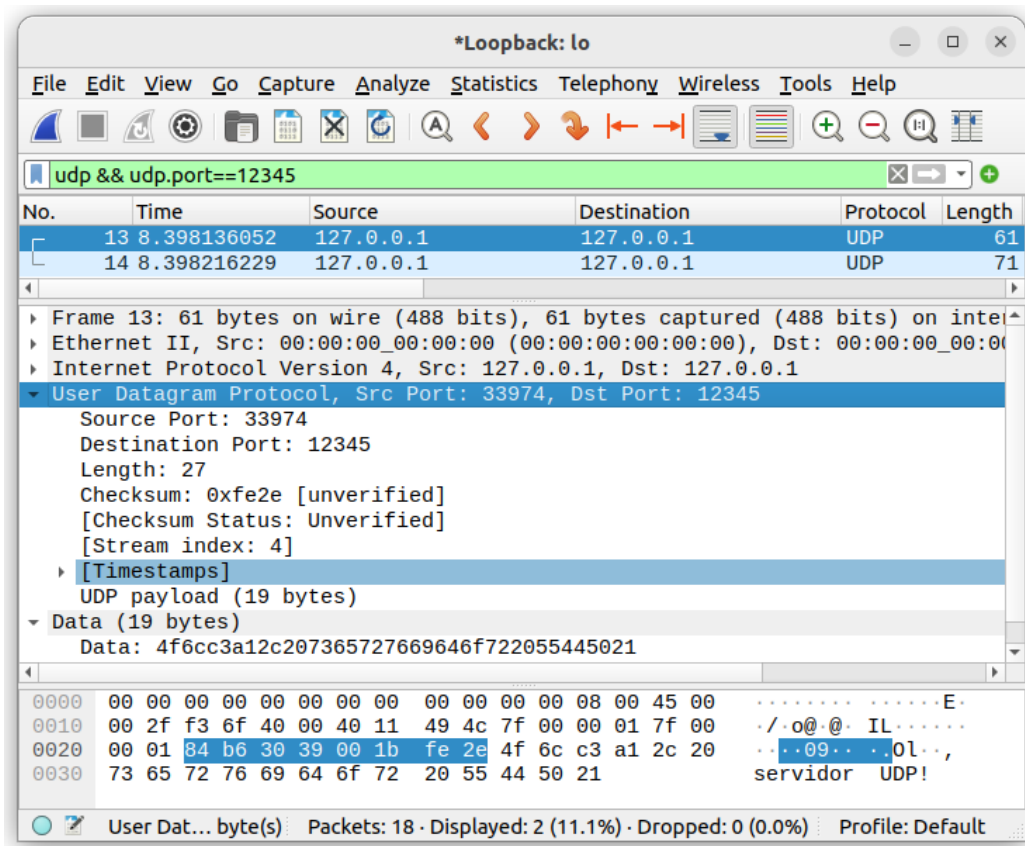 *Loopback: lo
File Edit View Go Capture Analyze Statistics Telephony Wireless Tools Help
udp && udp.port==12345
No. Time Source Destination Protocol Length
13 8.398136052 127.0.0.1 127.0.0.1 UDP 61
14 8.398216229 127.0.0.1 127.0.0.1 UDP 71
Frame 13: 61 bytes on wire (488 bits), 61 bytes captured (488 bits) on inter
Ethernet II, Src: 00:00:00_00:00:00 (00:00:00:00:00:00), Dst: 00:00:00_00:00
Internet Protocol Version 4, Src: 127.0.0.1, Dst: 127.0.0.1
User Datagram Protocol, Src Port: 33974, Dst Port: 12345
Source Port: 33974
Destination Port: 12345
Length: 27
Checksum: 0xfe2e [unverified]
[Checksum Status: Unverified]
[Stream index: 4]
[Timestamps]
UDP payload (19 bytes)
Data (19 bytes)
Data: 4f6cc3a12c207365727669646f722055445021
0000 00 00 00 00 00 00 00 00 00 00 00 00 08 00 45 00 ········ ······E·
0010 00 2f f3 6f 40 00 40 11 49 4c 7f 00 00 01 7f 00 ·/·o@·@· IL······
0020 00 01 84 b6 30 39 00 1b fe 2e 4f 6c c3 a1 2c 20 ····09·· ·.Ol··,
0030 73 65 72 76 69 64 6f 72 20 55 44 50 21 servidor UDP!
User Dat… byte(s) Packets: 18 · Displayed: 2 (11.1%) · Dropped: 0 (0.0%) Profile: Default